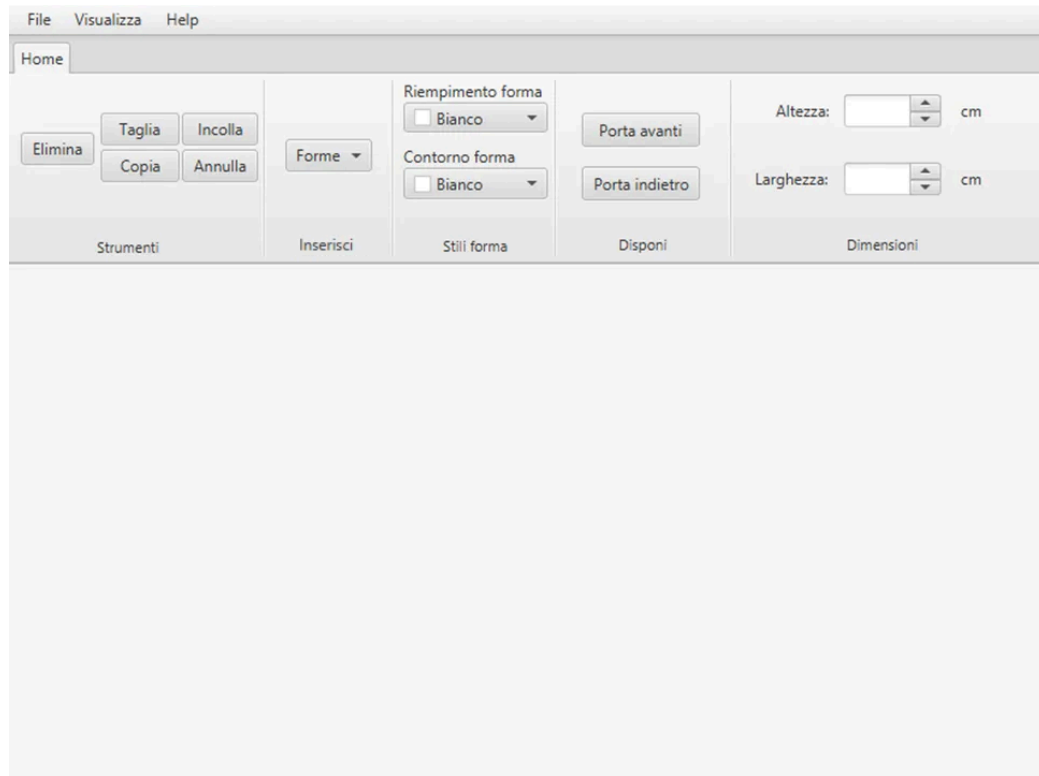 File Visualizza Help
Home
Elimina
Taglia Incolla
Copia Annulla
Strumenti
Forme
Inserisci
Riempimento forma
Bianco
Contorno forma
Bianco
Stili forma
Porta avanti
Porta indietro
Disponi
Altezza: cm
Larghezza: cm
Dimensioni